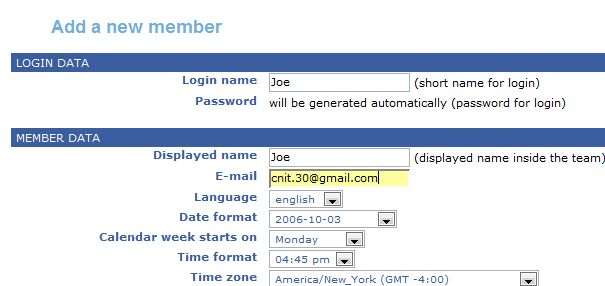 Add a new member
LOGIN DATA
Login name Joe (short name for login)
Password will be generated automatically (password for login)
MEMBER DATA
Displayed name Joe (displayed name inside the team)
E-mail cnit.30@gmail.com
Language english
Date format 2006-10-03
Calendar week starts on Monday
Time format 04:45 pm
Time zone America/New_York (GMT -4:00)